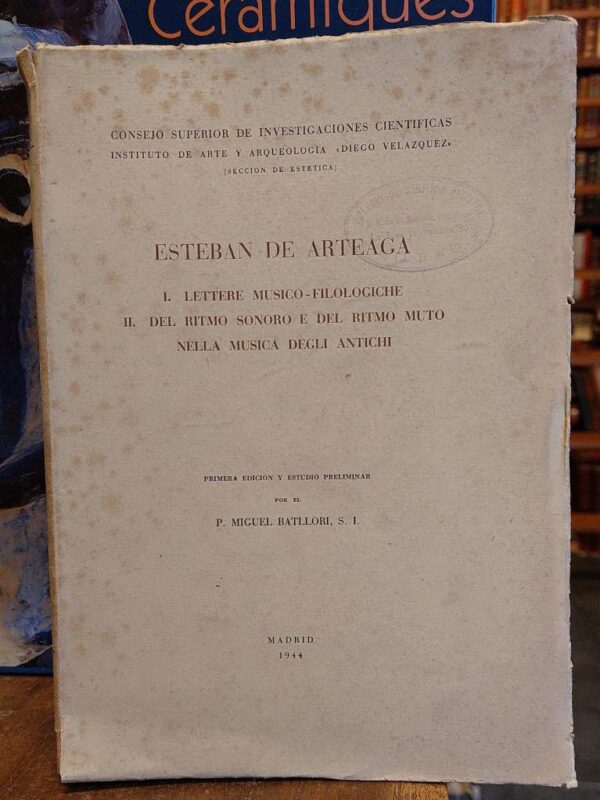 Céramiques
CONSEJO SUPERIOR DE INVESTIGACIONES CIENTIFICAS
INSTITUTO DE ARTE Y ARQUEOLOGIA «DIEGO VELAZQUEZ»
(SECCION DE ESTETICA)
ESTEBAN DE ARTEAGA
I. LETTERE MUSICO-FILOLOGICHE
II. DEL RITMO SONORO E DEL RITMO MUTO
NELLA MUSICA DEGLI ANTICHI
PRIMERA EDICION Y ESTUDIO PRELIMINAR
POR EL
P. MIGUEL BATLLORI, S. I.
MADRID
1944